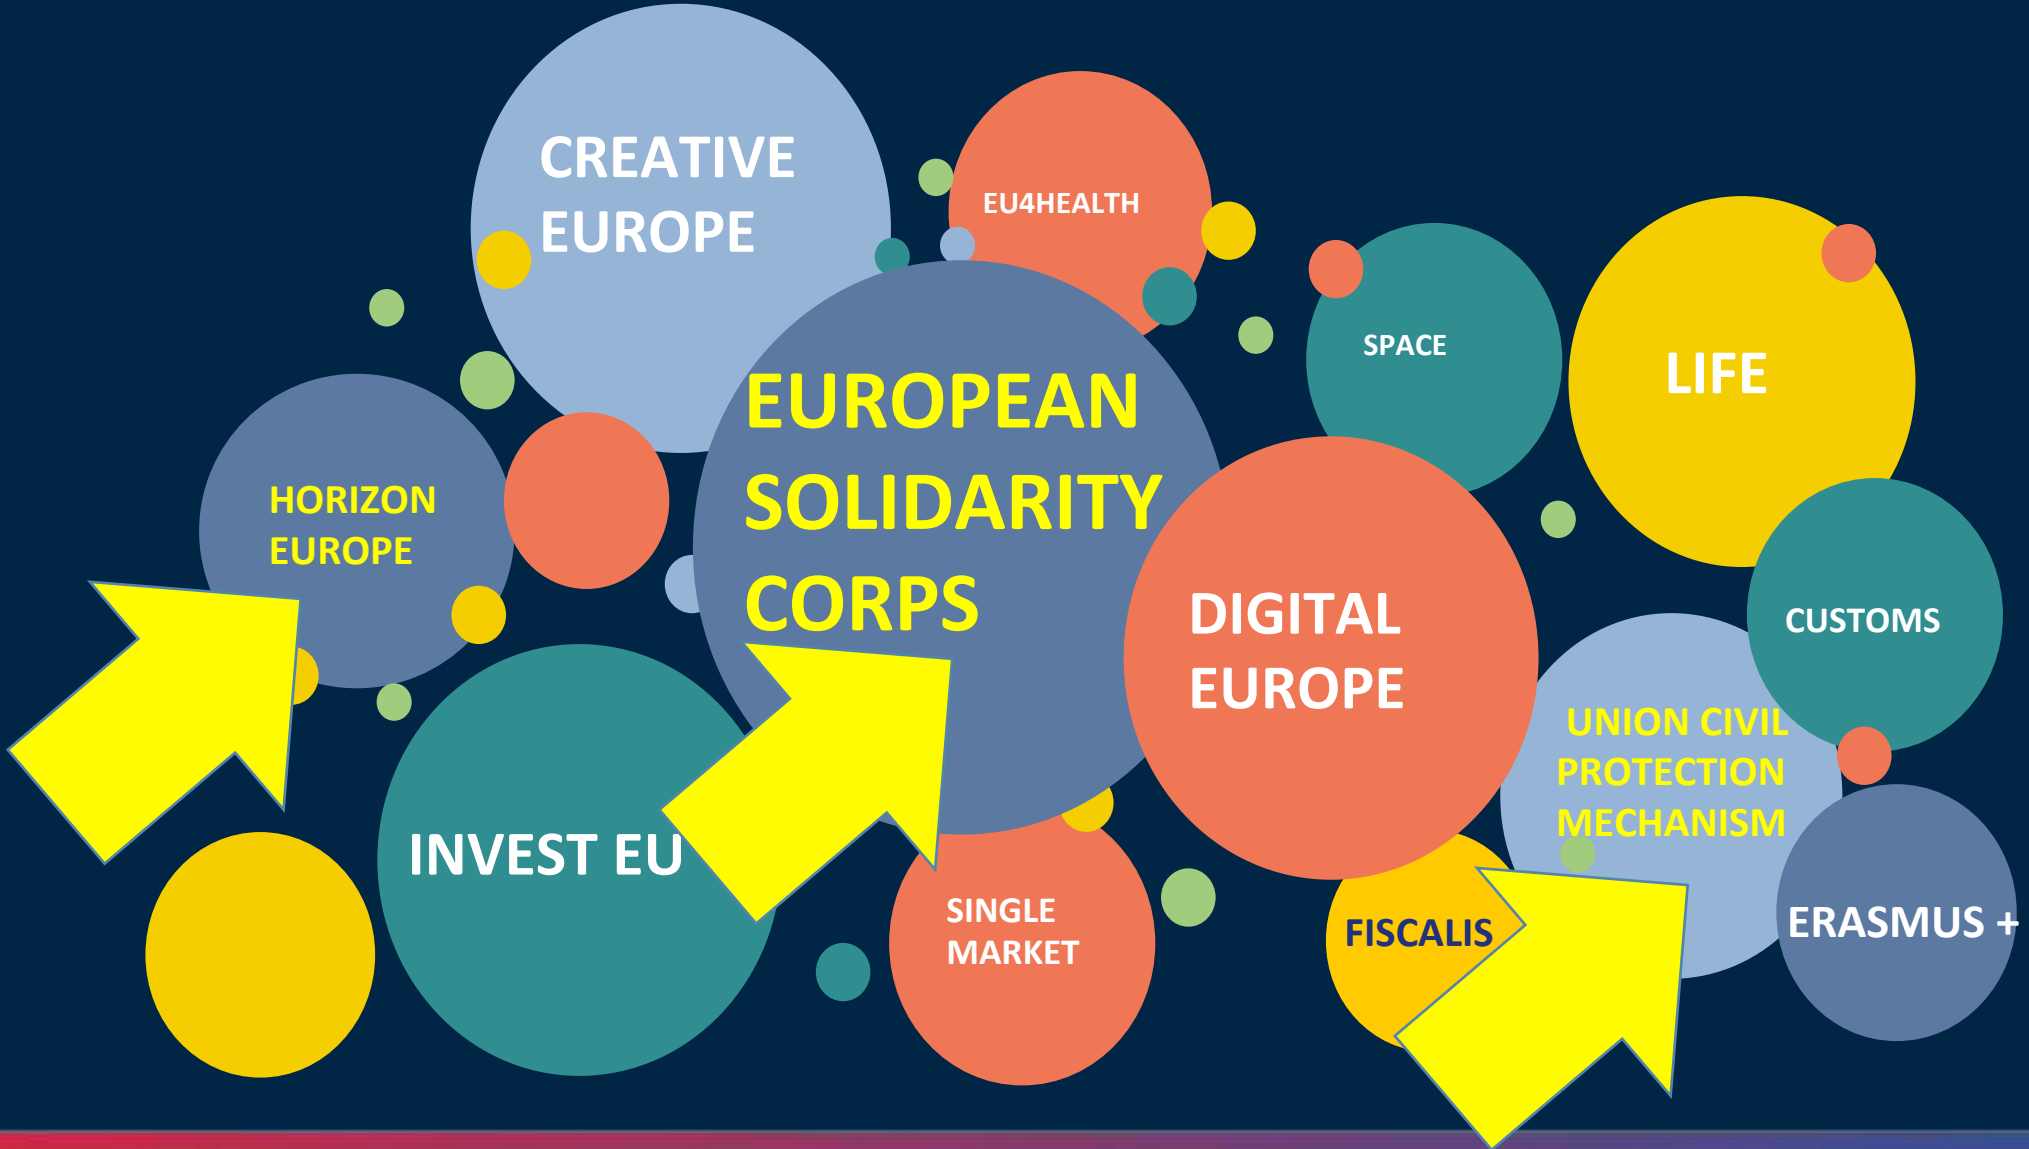 CREATIVE
EUROPE
EU4HEALTH
SPACE
LIFE
HORIZON
EUROPE
EUROPEAN
SOLIDARITY
CORPS
DIGITAL
EUROPE
CUSTOMS
UNION CIVIL
PROTECTION
MECHANISM
INVEST EU
SINGLE
MARKET
FISCALIS
ERASMUS +